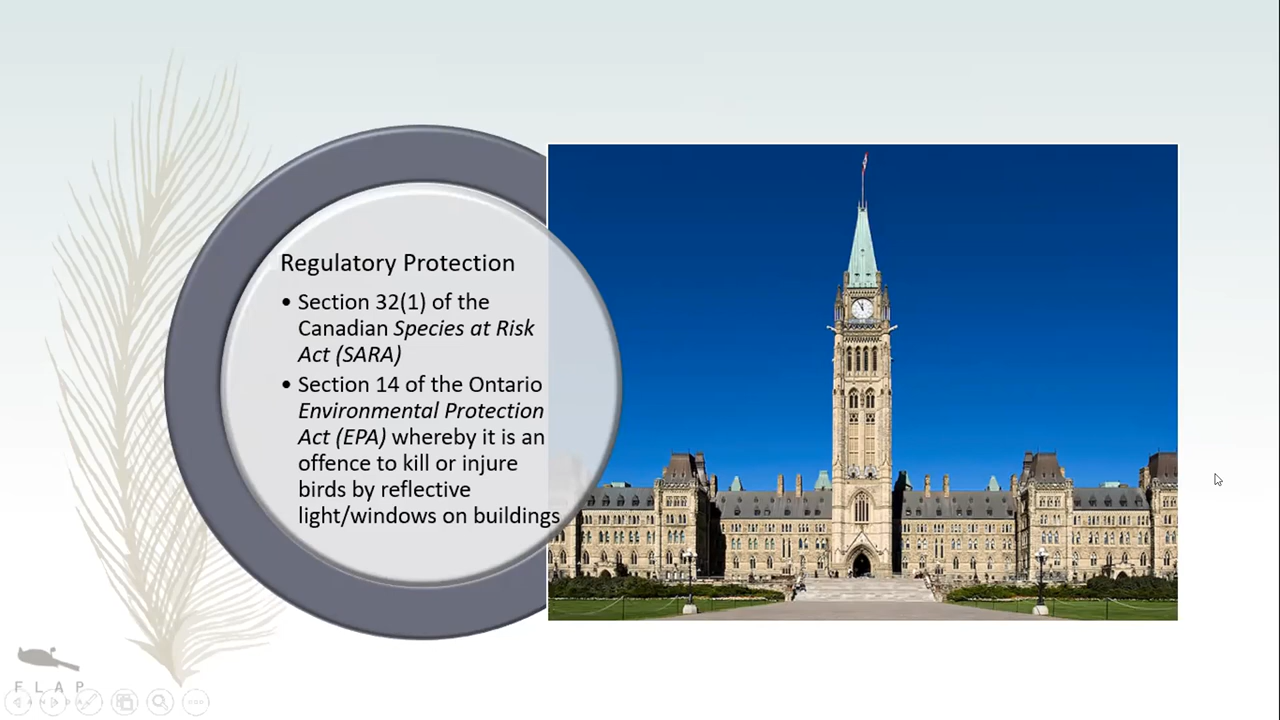 Regulatory Protection
• Section 32(1) of the
Canadian Species at Risk
Act (SARA)
• Section 14 of the Ontario
Environmental Protection
Act (EPA) whereby it is an
offence to kill or injure
birds by reflective
light/windows on buildings
FLAP